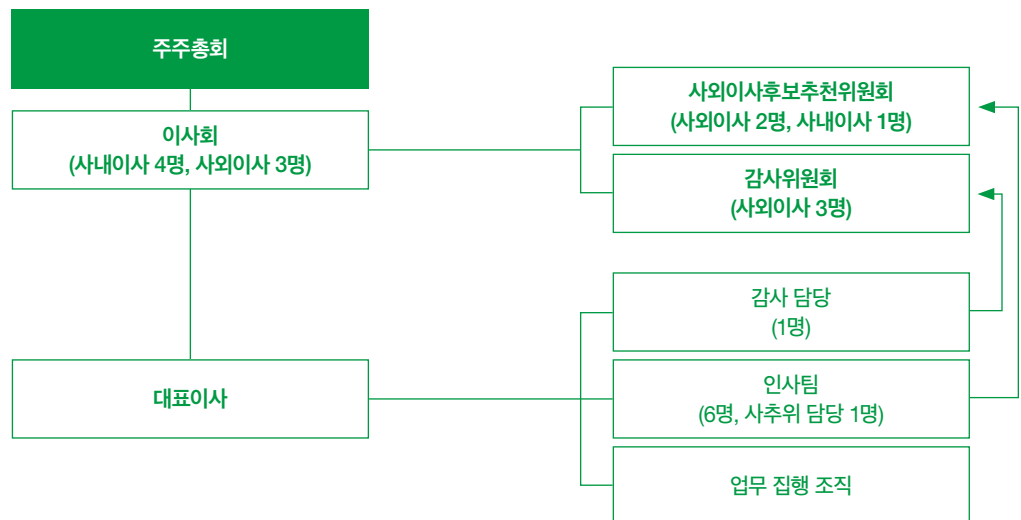 주주총회
이사회
(사내이사 4명, 사외이사 3명)
사외이사후보추천위원회
(사외이사 2명, 사내이사 1명)
감사위원회
(사외이사 3명)
대표이사
감사 담당
(1명)
인사팀
(6명, 사추위 담당 1명)
업무 집행 조직